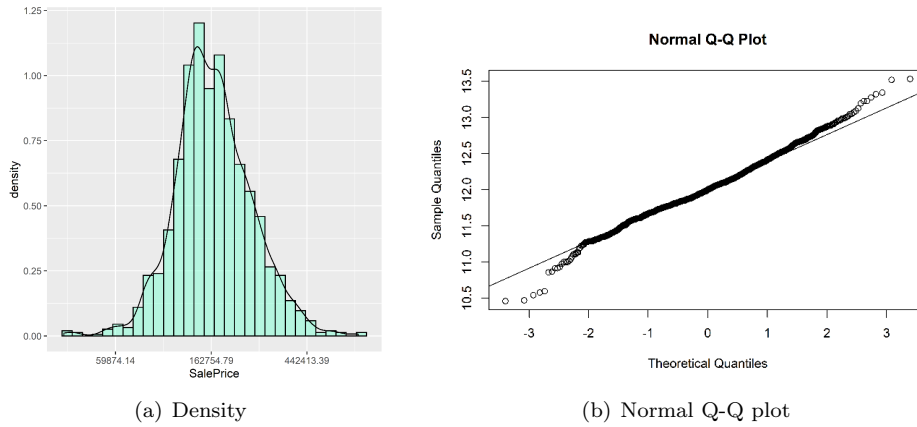 1.25
1.00
0.75
0.50
0.25
0.00
density
59874.14 162754.79 442413.39
SalePrice
(a) Density
Normal Q-Q Plot
13.5
13.0
12.5
12.0
11.5
11.0
10.5
Sample Quantiles
-3 -2 -1 0 1 2 3
Theoretical Quantiles
(b) Normal Q-Q plot